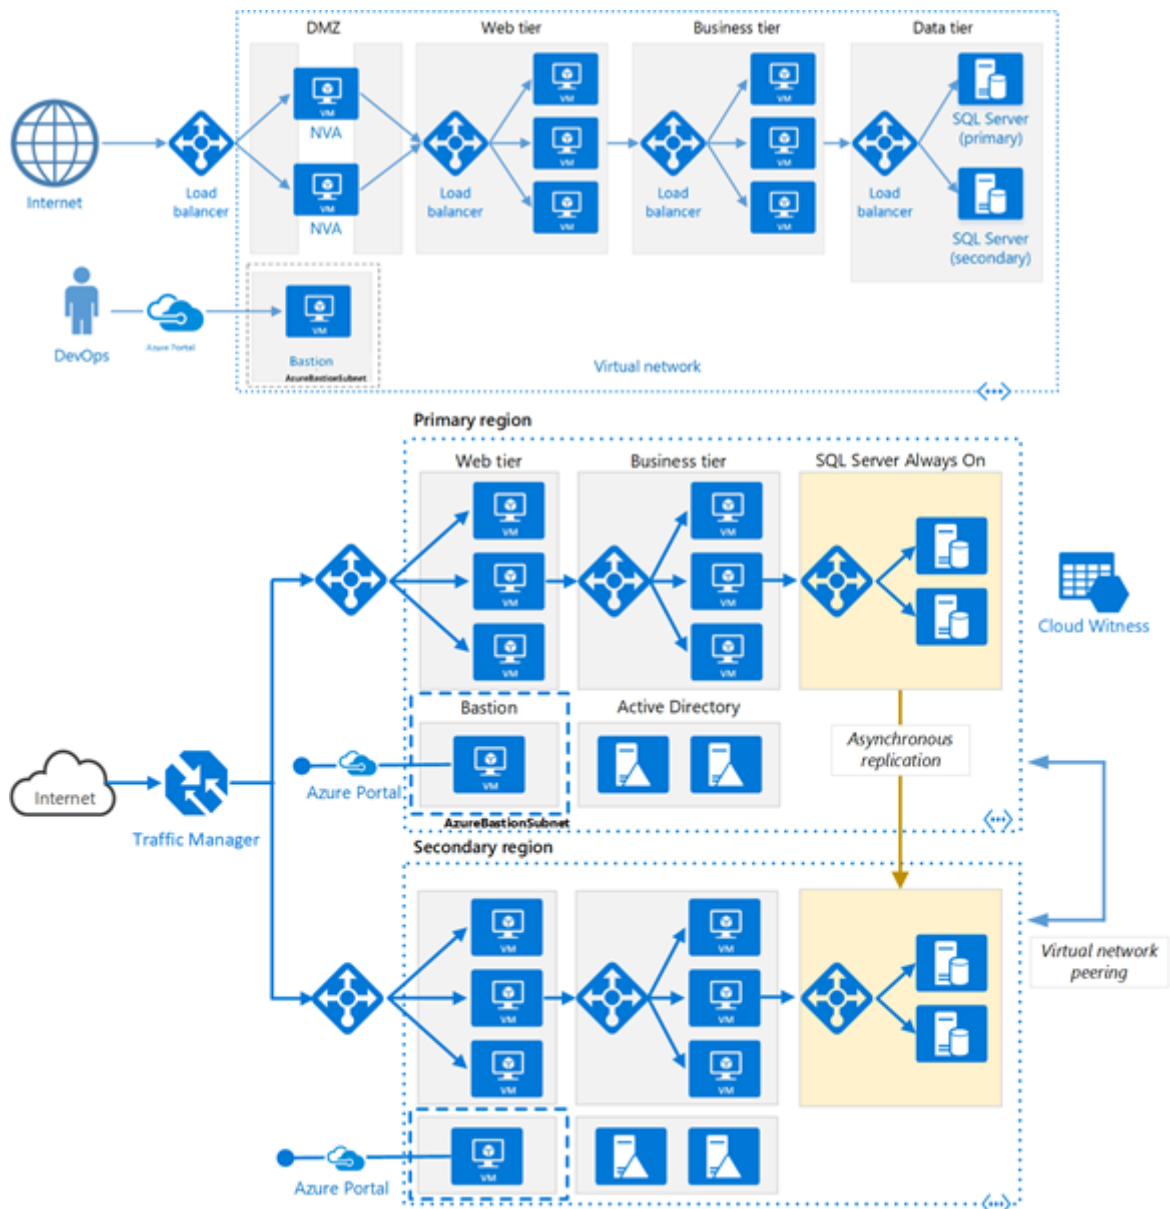 DMZ
Web tier
Business tier
Data tier
VM
NVA
VM
NVA
VM
VM
VM
VM
VM
VM
SQL Server
(primary)
SQL Server
(secondary)
Internet
Load
balancer
Load
balancer
Load
balancer
Load
balancer
DevOps
Azure Portal
VM
Bastion
AzureBastionSubnet
Virtual network
Primary region
Web tier
Business tier
SQL Server Always On
VM
VM
VM
VM
VM
VM
Cloud Witness
Bastion
Active Directory
VM
Azure Portal
AzureBastionSubnet
Asynchronous
replication
Internet
Traffic Manager
Secondary region
VM
VM
VM
VM
VM
VM
Virtual network
peering
VM
Azure Portal